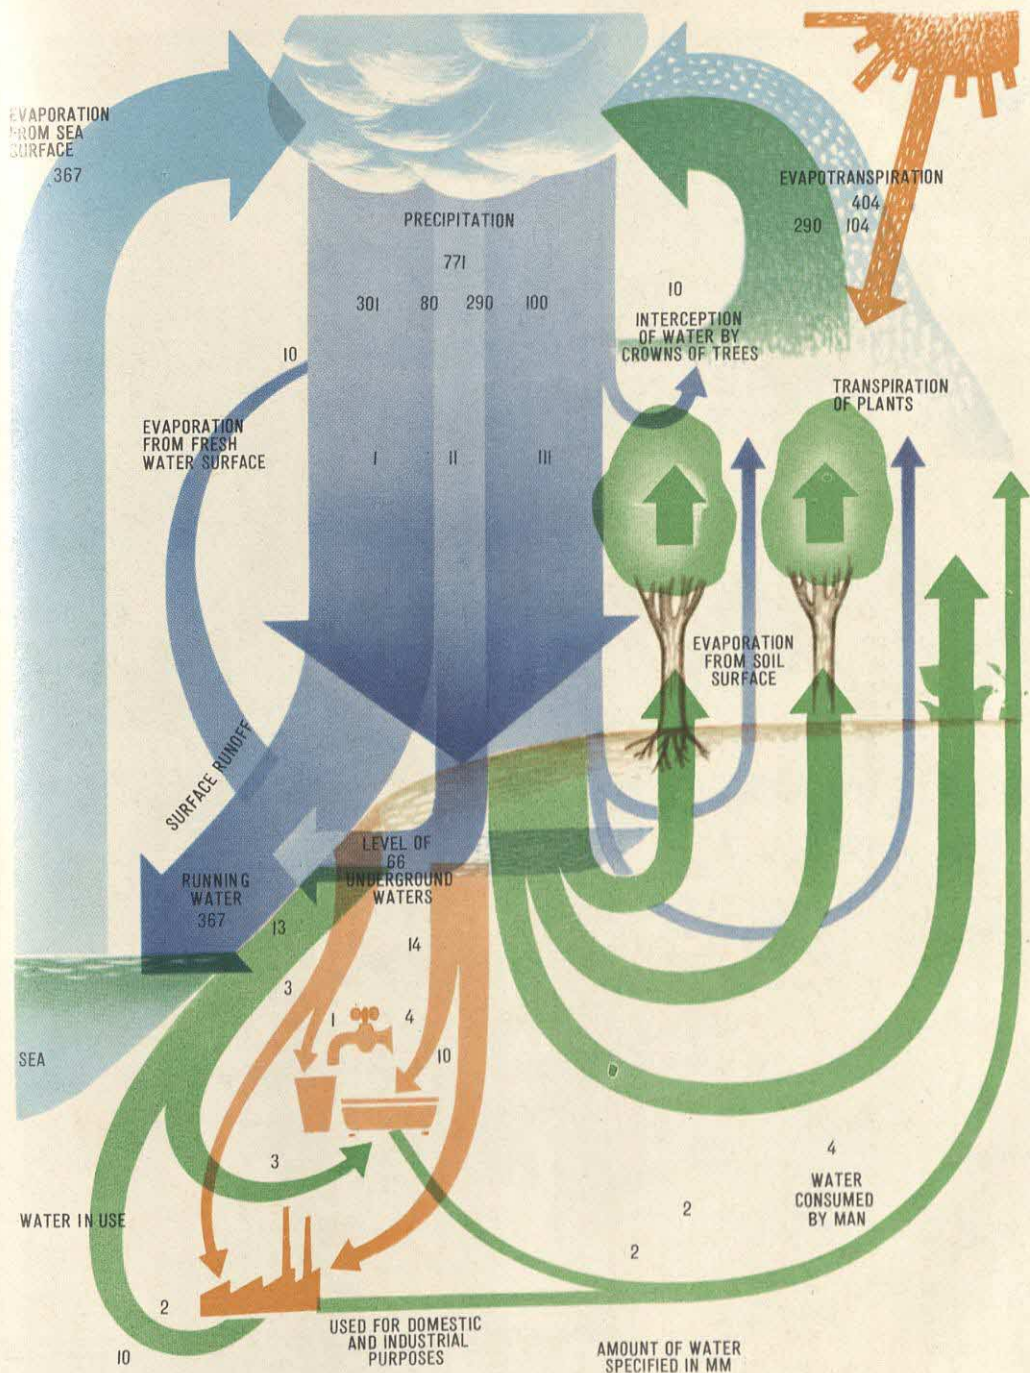 EVAPORATION
FROM SEA
SURFACE
367
EVAPOTRANSPIRATION
404
290 104
PRECIPITATION
771
301 80 290 100
10
INTERCEPTION
OF WATER BY
CROWNS OF TREES
10
TRANSPIRATION
OF PLANTS
EVAPORATION
FROM FRESH
WATER SURFACE
I II III
EVAPORATION
FROM SOIL
SURFACE
SURFACE RUNOFF
LEVEL OF
66
UNDERGROUND
WATERS
RUNNING
WATER
367
13
14
3
1
4
10
SEA
3
4
WATER
CONSUMED
BY MAN
2
WATER IN USE
2
2
10
USED FOR DOMESTIC
AND INDUSTRIAL
PURPOSES
AMOUNT OF WATER
SPECIFIED IN MM